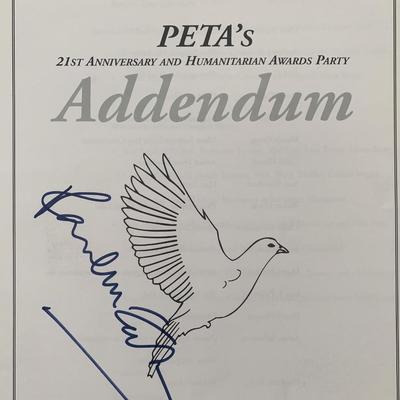 PETA's
21st Anniversary and Humanitarian Awards Party
Addendum